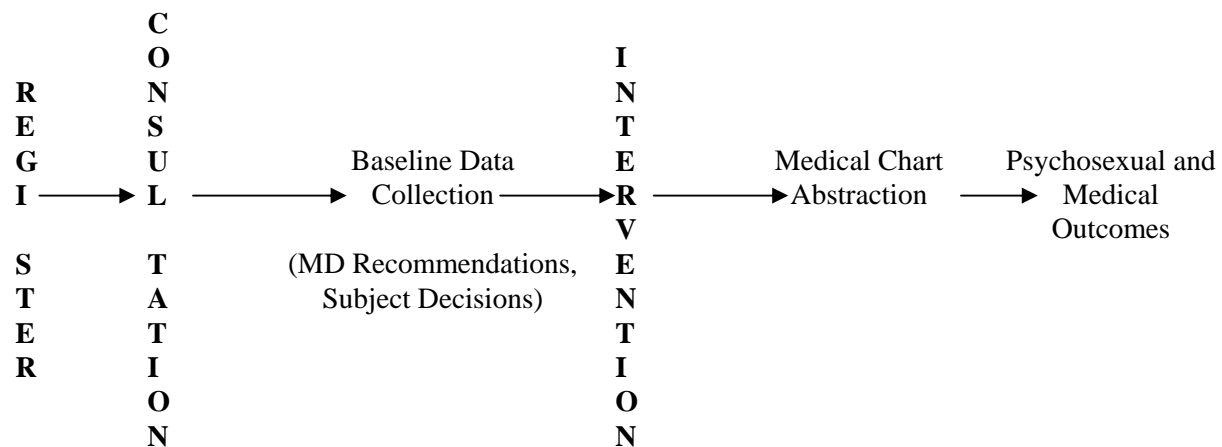 REGISTER
CONSULTATION
Baseline Data
Collection
(MD Recommendations,
Subject Decisions)
INTERVENTION
Medical Chart
Abstraction
Psychosexual and
Medical
Outcomes